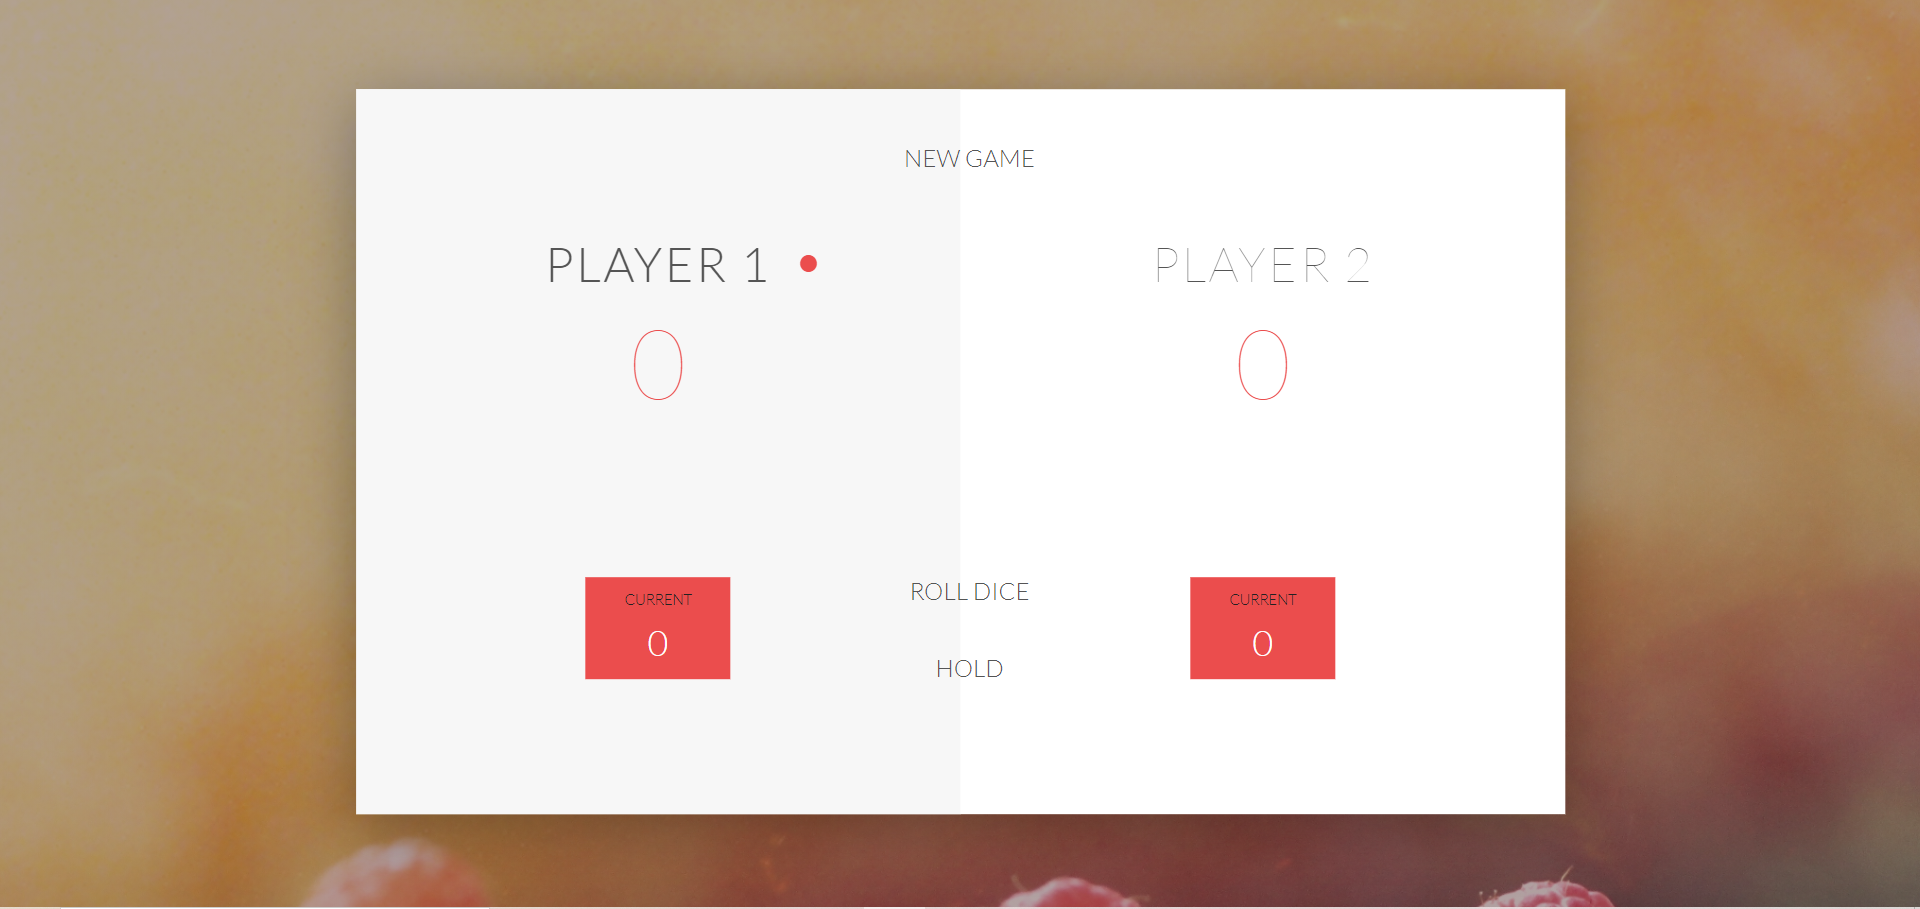 NEW GAME
PLAYER 1
0
CURRENT
0
PLAYER 2
0
CURRENT
0
ROLL DICE
HOLD